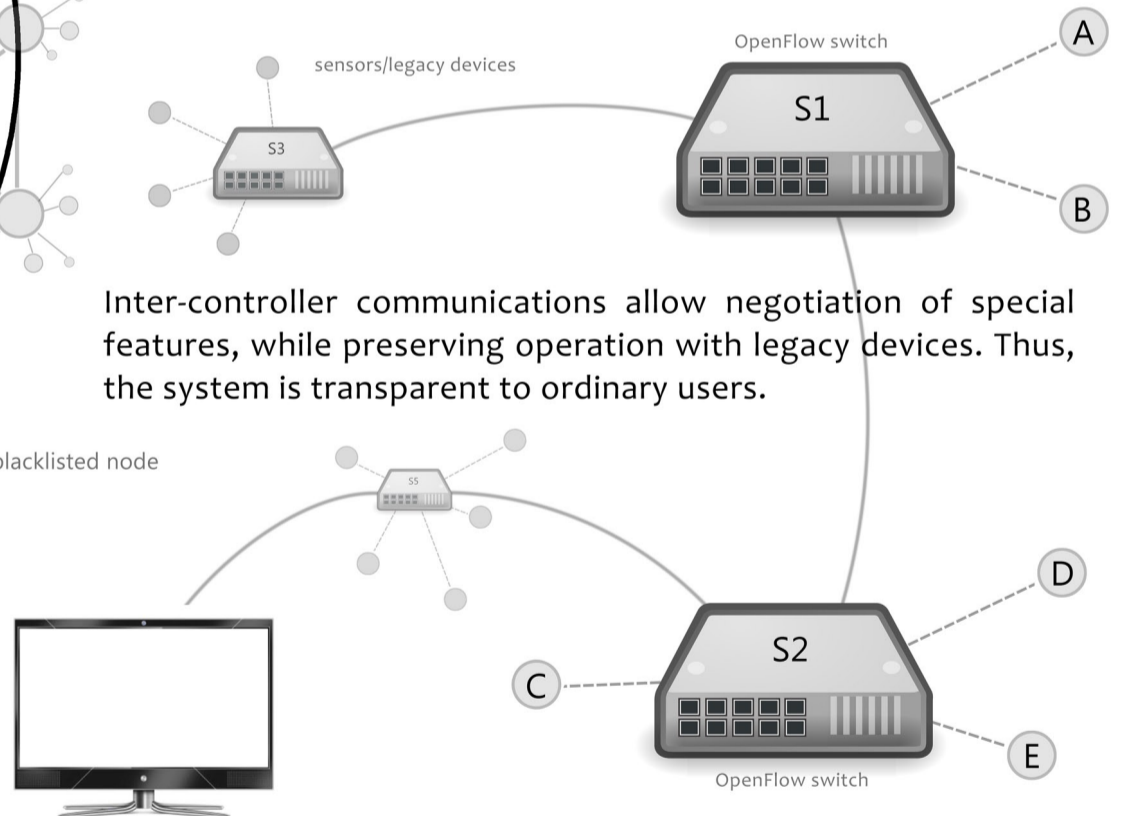 OpenFlow switch
A
sensors/legacy devices
S1
S3
B
Inter-controller communications allow negotiation of special
features, while preserving operation with legacy devices. Thus,
the system is transparent to ordinary users.
blacklisted node
S5
D
S2
C
E
OpenFlow switch